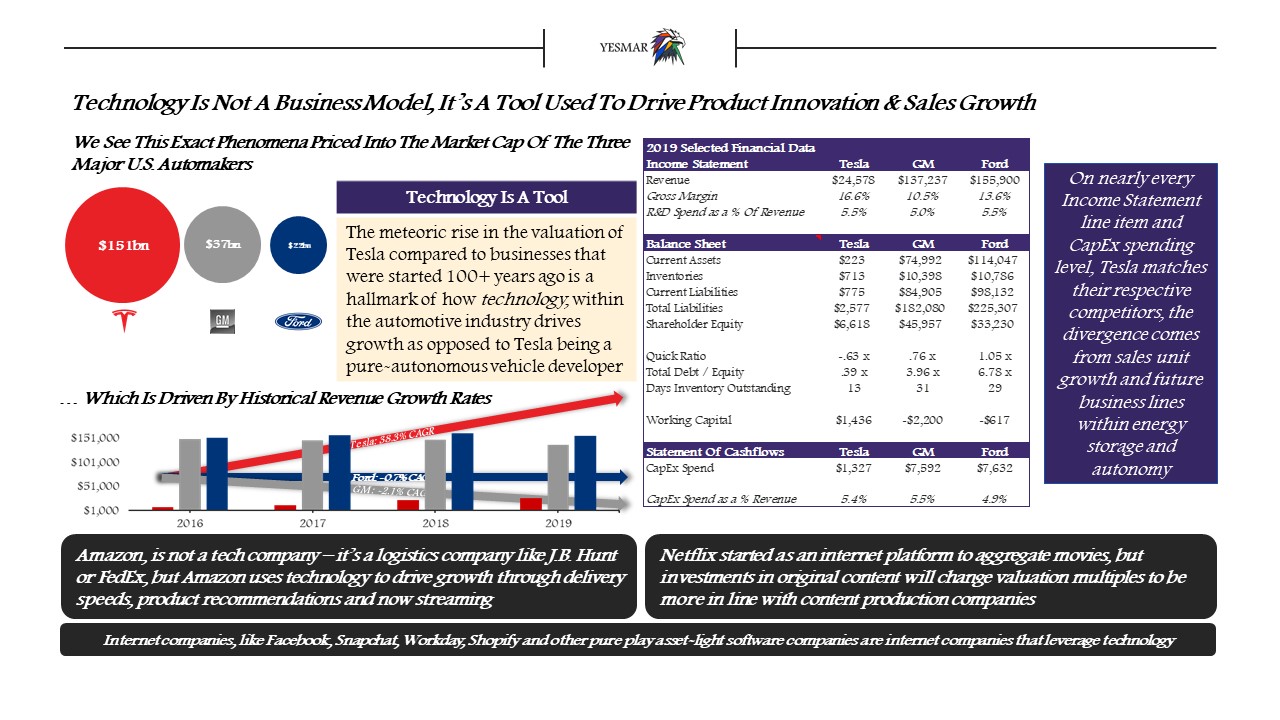 YESMAR
Technology Is Not A Business Model, It's A Tool Used To Drive Product Innovation & Sales Growth
We See This Exact Phenomena Priced Into The Market Cap Of The Three
Major U.S. Automakers
$151bn
$37bn
$22bn
GM
Ford
Technology Is A Tool
The meteoric rise in the valuation of
Tesla compared to businesses that
were started 100+ years ago is a
hallmark of how technology, within
the automotive industry drives
growth as opposed to Tesla being a
pure-autonomous vehicle developer
… Which Is Driven By Historical Revenue Growth Rates
$151,000
$101,000
$51,000
$1,000
Tesla: 38.3% CAGR
Ford: -0.7% CAG
GM: -2.1% CAG
2016 2017 2018 2019
2019 Selected Financial Data
Income Statement Tesla GM Ford
Revenue $24,578 $137,237 $155,900
Gross Margin 16.6% 10.5% 13.6%
R&D Spend as a % Of Revenue 5.5% 5.0% 5.5%
Balance Sheet Tesla GM Ford
Current Assets $223 $74,992 $114,047
Inventories $713 $10,398 $10,786
Current Liabilities $775 $84,905 $98,132
Total Liabilities $2,577 $182,080 $225,307
Shareholder Equity $6,618 $45,957 $33,230
Quick Ratio -.63 x .76 x 1.05 x
Total Debt / Equity .39 x 3.96 x 6.78 x
Days Inventory Outstanding 13 31 29
Working Capital $1,436 -$2,200 -$617
Statement Of Cashflows Tesla GM Ford
CapEx Spend $1,327 $7,592 $7,632
CapEx Spend as a % Revenue 5.4% 5.5% 4.9%
On nearly every
Income Statement
line item and
CapEx spending
level, Tesla matches
their respective
competitors, the
divergence comes
from sales unit
growth and future
business lines
within energy
storage and
autonomy
Amazon, is not a tech company – it's a logistics company like J.B. Hunt
or FedEx, but Amazon uses technology to drive growth through delivery
speeds, product recommendations and now streaming
Netflix started as an internet platform to aggregate movies, but
investments in original content will change valuation multiples to be
more in line with content production companies
Internet companies, like Facebook, Snapchat, Workday, Shopify and other pure play asset-light software companies are internet companies that leverage technology